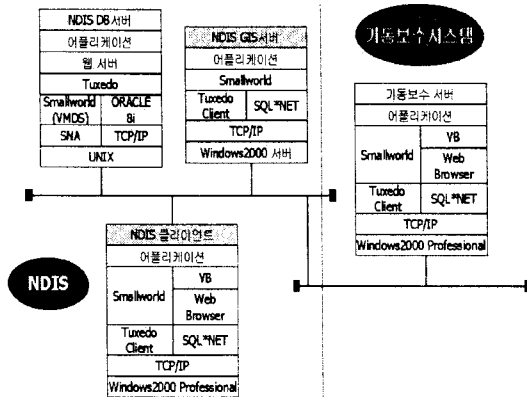 NDIS DB 서버
어플리케이션
웹 서버
Tuxedo
Smallworld (VMDS)
ORACLE 8i
SNA
TCP/IP
UNIX
NDIS GIS서버
어플리케이션
Smallworld
Tuxedo Client
SQL*NET
TCP/IP
Windows2000 서버
기동보수시스템
기동보수 서버
어플리케이션
Smallworld
VB
Web Browser
Tuxedo Client
SQL*NET
TCP/IP
Windows2000 Professional
NDIS
NDIS 클라이언트
어플리케이션
Smallworld
VB
Web Browser
Tuxedo Client
SQL*NET
TCP/IP
Windows2000 Professional